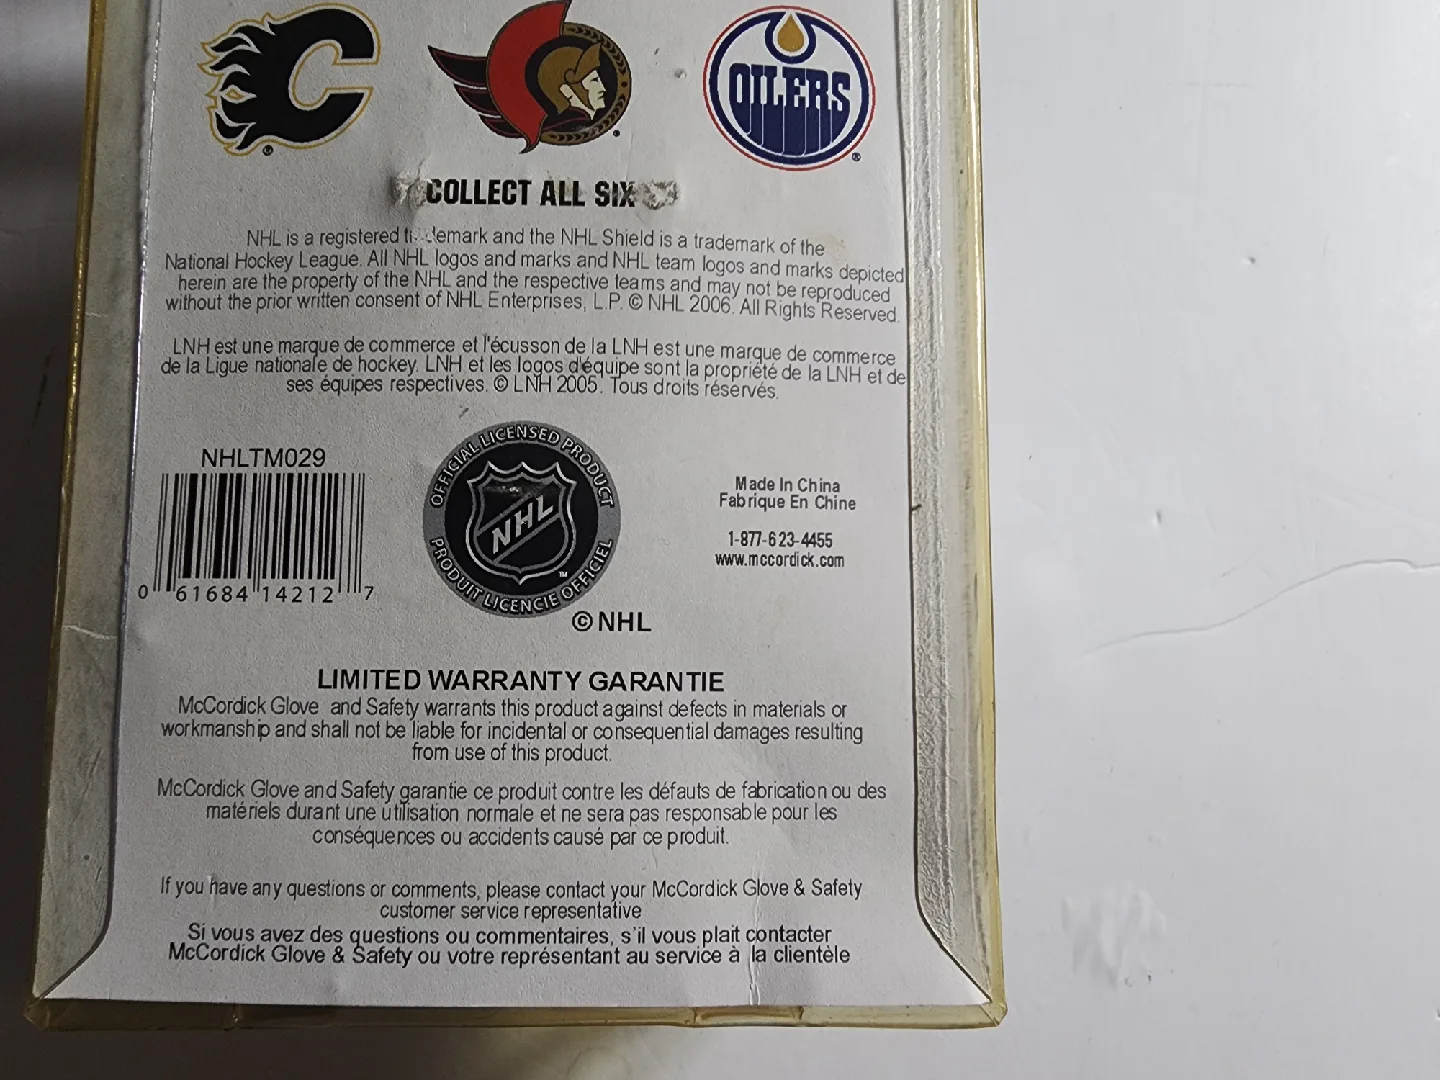 OILERS
COLLECT ALL SIX
NHL is a registered trademark and the NHL Shield is a trademark of the
National Hockey League. All NHL logos and marks and NHL team logos and marks depicted
herein are the property of the NHL and the respective teams and may not be reproduced
without the prior written consent of NHL Enterprises, L.P. © NHL 2006. All Rights Reserved.
LNH est une marque de commerce et l'écusson de la LNH est une marque de commerce
de la Ligue nationale de hockey. LNH et les logos d'équipe sont la propriété de la LNH et de
ses équipes respectives. © LNH 2005. Tous droits réservés.
NHLTM029
0 61684 14212 7
OFFICIAL LICENSED PRODUCT
NHL
™
PRODUIT LICENCIE OFFICIEL
© NHL
Made In China
Fabrique En Chine
1-877-623-4455
www.mccordick.com
LIMITED WARRANTY GARANTIE
McCordick Glove and Safety warrants this product against defects in materials or
workmanship and shall not be liable for incidental or consequential damages resulting
from use of this product.
McCordick Glove and Safety garantie ce produit contre les défauts de fabrication ou des
matériels durant une utilisation normale et ne sera pas responsable pour les
conséquences ou accidents causé par ce produit.
If you have any questions or comments, please contact your McCordick Glove & Safety
customer service representative
Si vous avez des questions ou commentaires, s'il vous plait contacter
McCordick Glove & Safety ou votre représentant au service à la clientèle